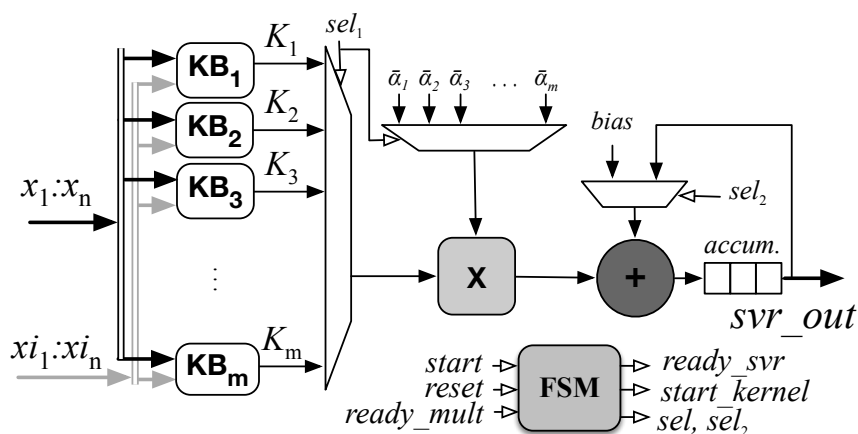 sel₁
KB₁ K₁
ᾱ₁ ᾱ₂ ᾱ₃ . . . ᾱₘ
KB₂ K₂
bias
KB₃ K₃
x₁:xₙ
sel₂
accum.
⋮
X
+
svr_out
xi₁:xiₙ
KBₘ Kₘ
start
reset
ready_mult
FSM
ready_svr
start_kernel
sel, sel₂